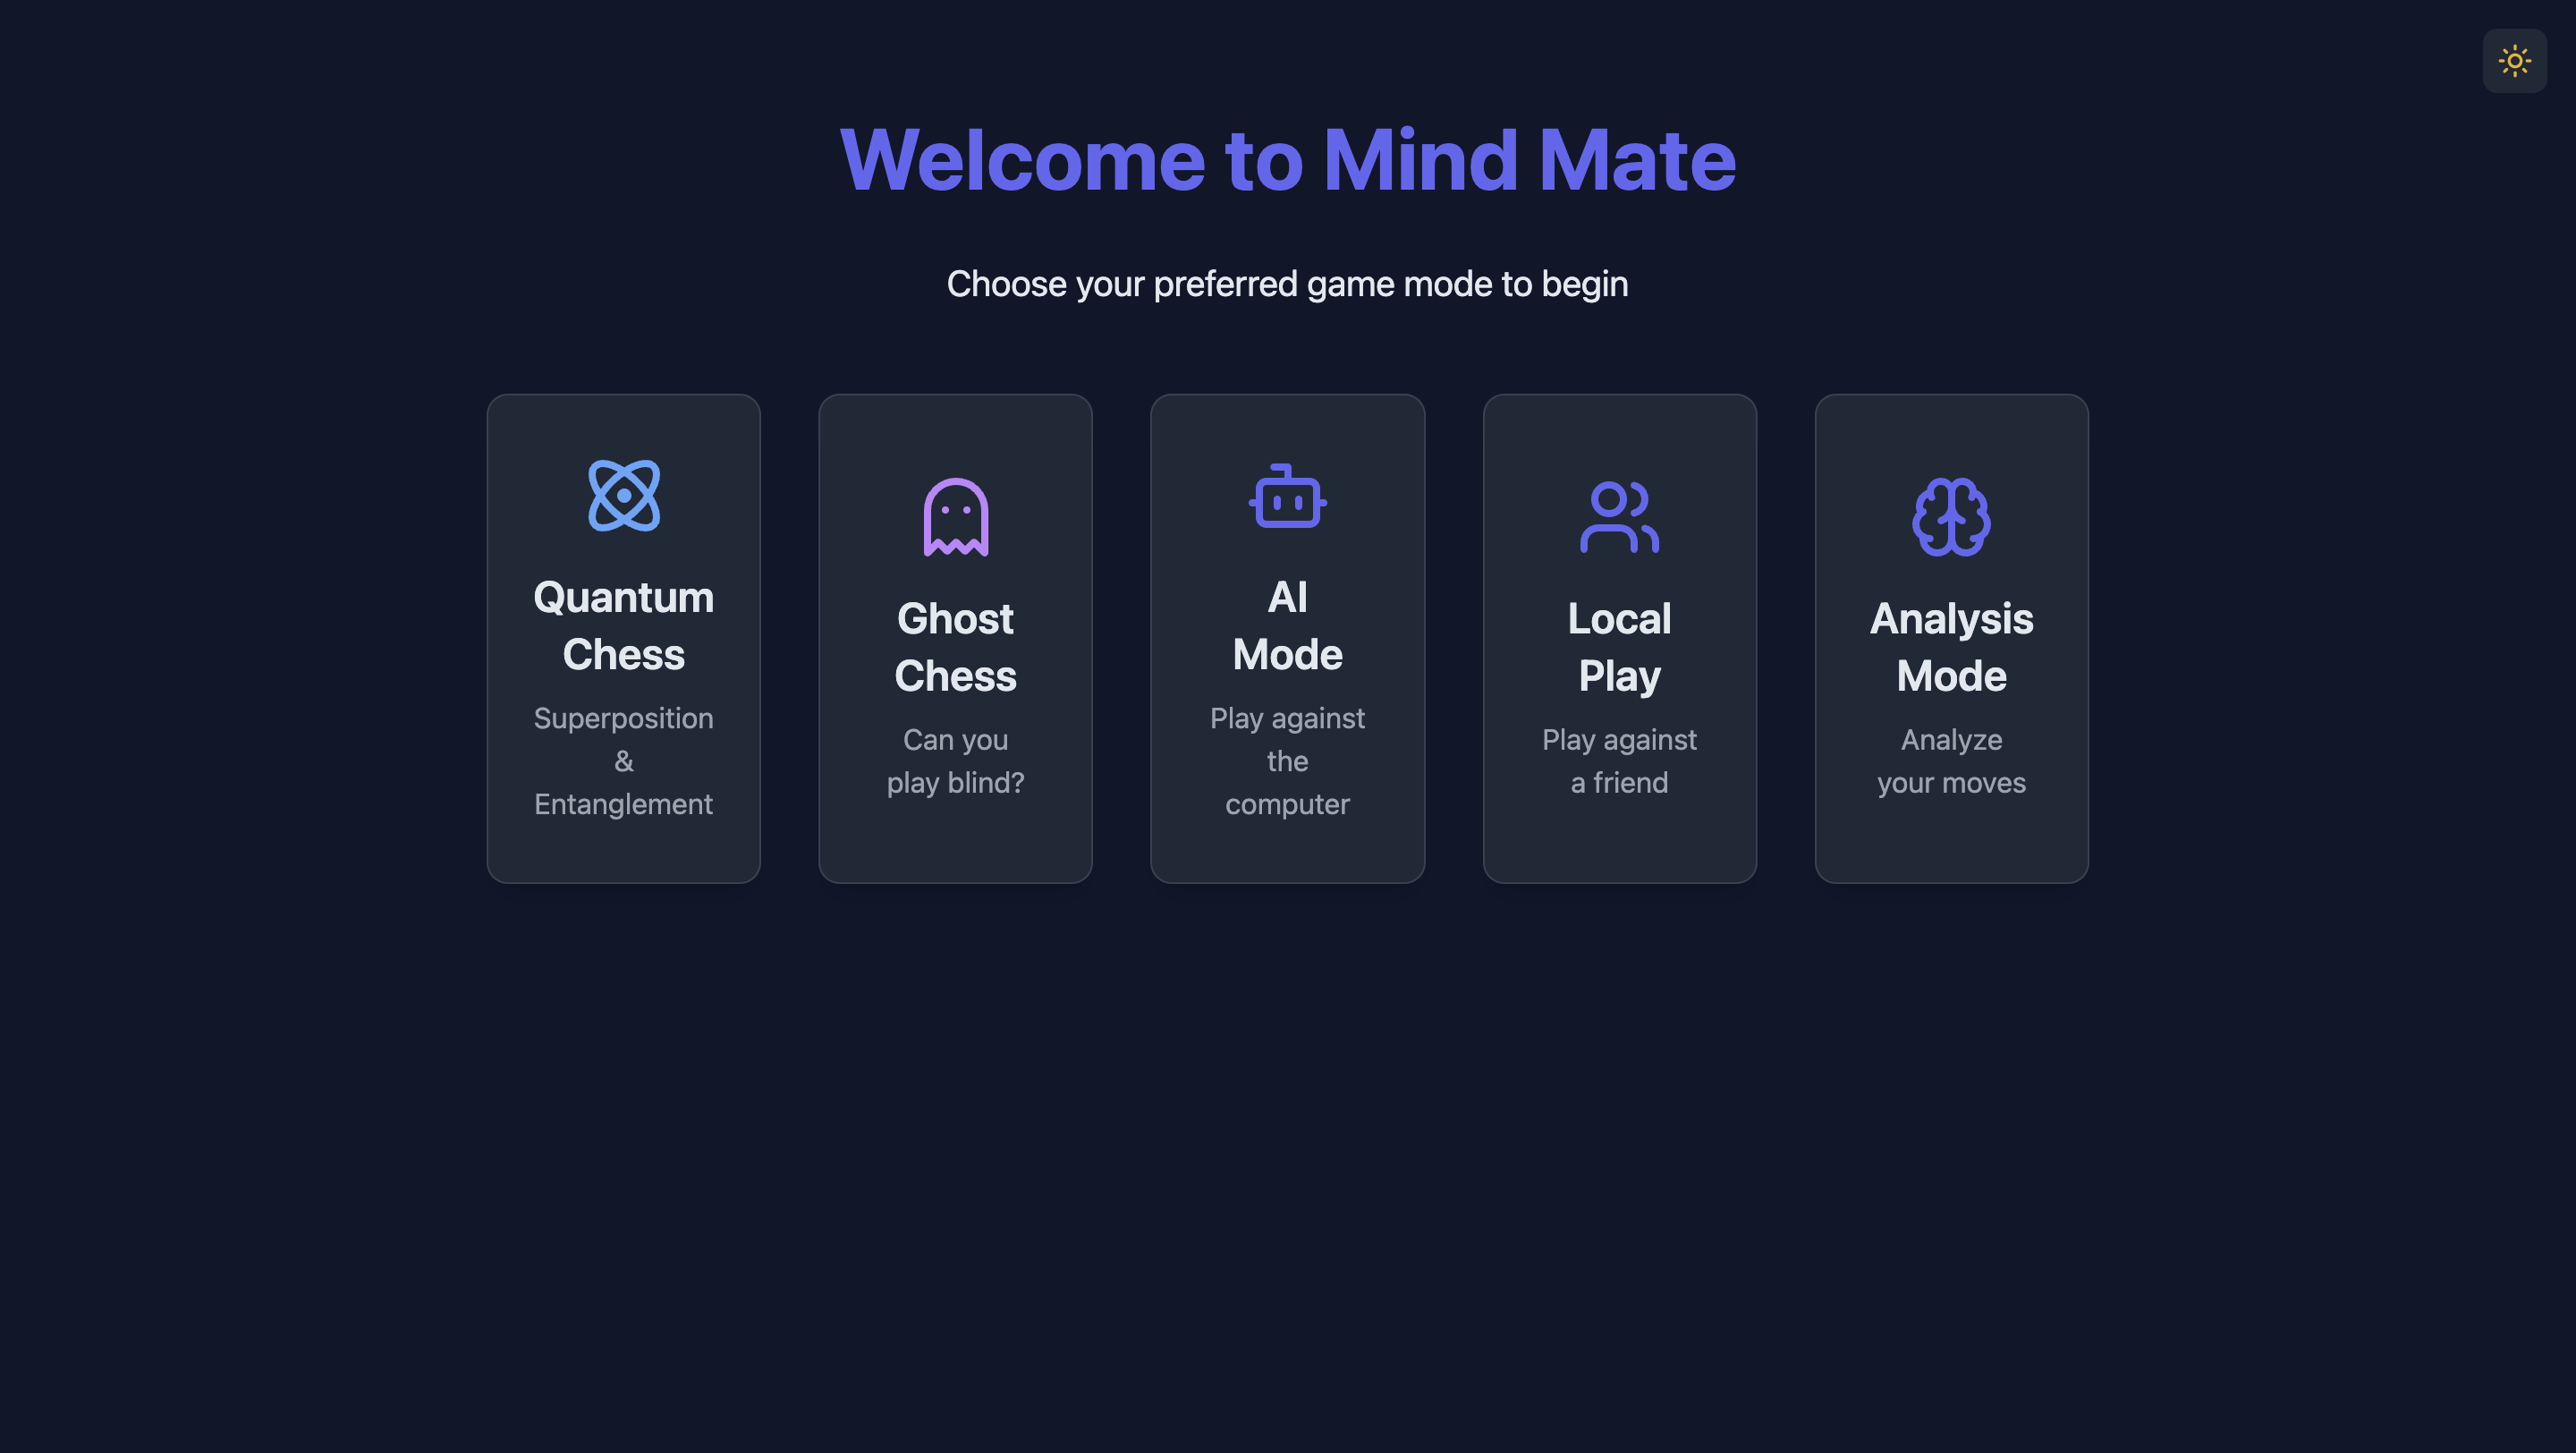 Welcome to Mind Mate
Choose your preferred game mode to begin
Quantum
Chess
Superposition
&
Entanglement
Ghost
Chess
Can you
play blind?
AI
Mode
Play against
the
computer
Local
Play
Play against
a friend
Analysis
Mode
Analyze
your moves